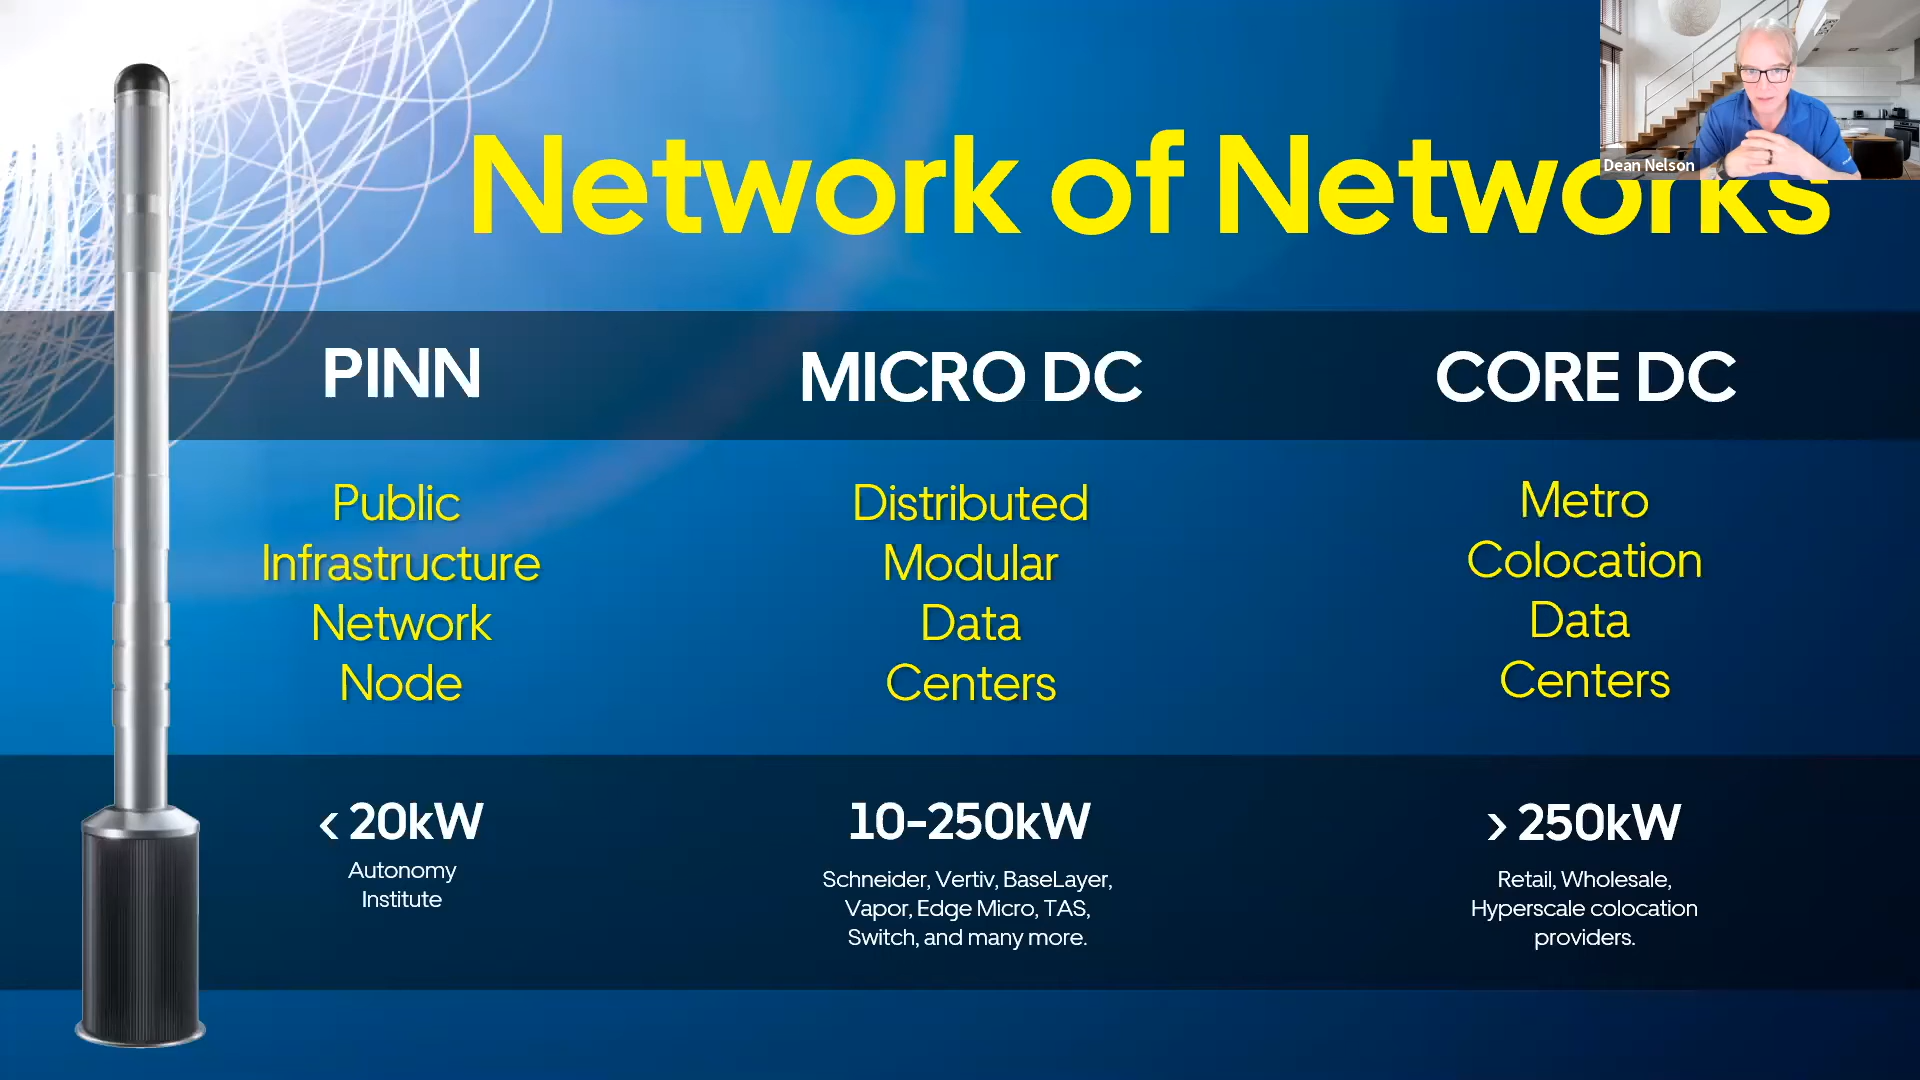 Network of Networks
Dean Nelson
PINN
MICRO DC
CORE DC
Public
Infrastructure
Network
Node
Distributed
Modular
Data
Centers
Metro
Colocation
Data
Centers
< 20kW
Autonomy
Institute
10-250kW
Schneider, Vertiv, BaseLayer,
Vapor, Edge Micro, TAS,
Switch, and many more.
> 250kW
Retail, Wholesale,
Hyperscale colocation
providers.